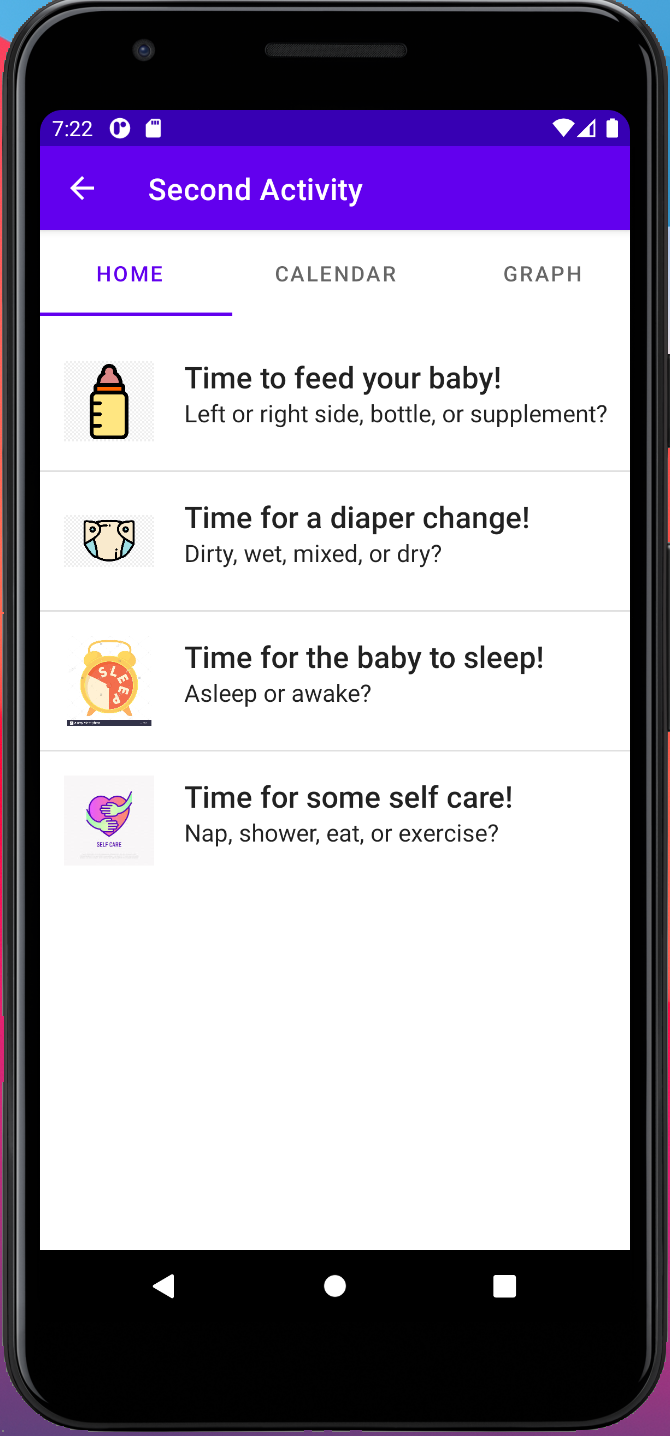 7:22
Second Activity
HOME CALENDAR GRAPH
Time to feed your baby!
Left or right side, bottle, or supplement?
Time for a diaper change!
Dirty, wet, mixed, or dry?
SLEEP
Time for the baby to sleep!
Asleep or awake?
Time for some self care!
Nap, shower, eat, or exercise?
SELF CARE